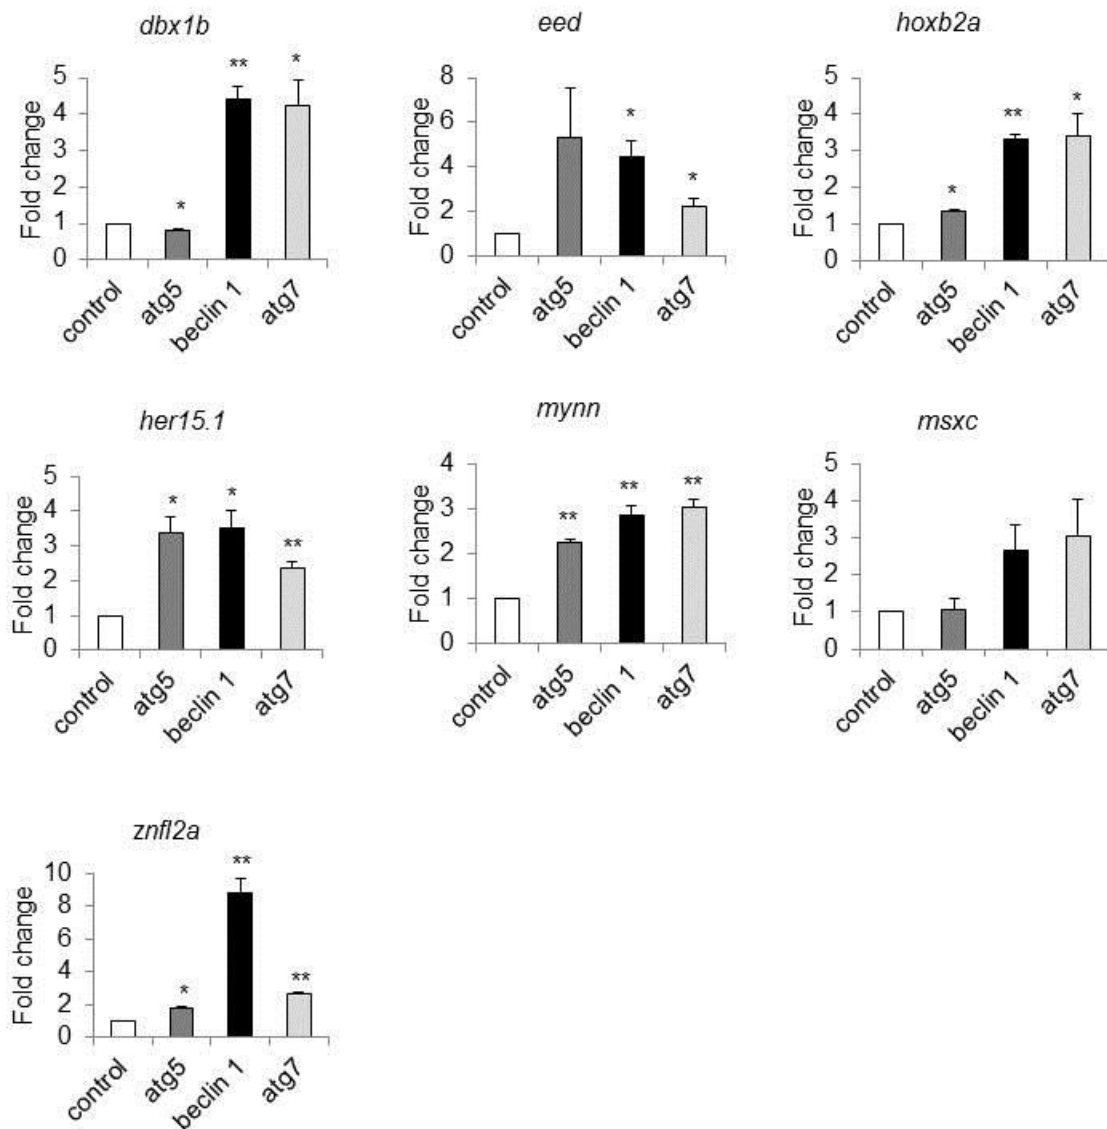 dbx1b
Fold change
5
4
3
2
1
0
*
**
*
control
atg5
beclin 1
atg7
eed
Fold change
8
6
4
2
0
*
*
control
atg5
beclin 1
atg7
hoxb2a
Fold change
5
4
3
2
1
0
*
**
*
control
atg5
beclin 1
atg7
her15.1
Fold change
5
4
3
2
1
0
*
*
**
control
atg5
beclin 1
atg7
mynn
Fold change
4
3
2
1
0
**
**
**
control
atg5
beclin 1
atg7
msxc
Fold change
5
4
3
2
1
0
control
atg5
beclin 1
atg7
znfl2a
Fold change
10
8
6
4
2
0
*
**
**
control
atg5
beclin 1
atg7